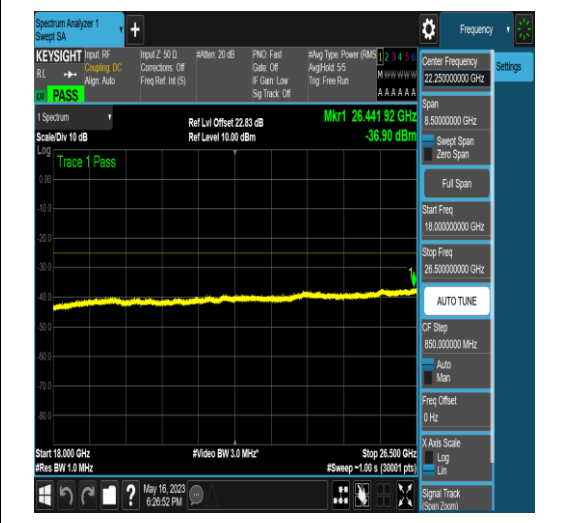 Spectrum Analyzer 1
Swept SA
Frequency
KEYSIGHT
RL
Input: RF
Coupling: DC
Align: Auto
Input Z: 50 Ω
Corrections: Off
Freq Ref: Int (S)
#Atten: 20 dB
PNO: Fast
Gate: Off
IF Gain: Low
Sig Track: Off
#Avg Type: Power (RMS
Avg|Hold: 5/5
Trig: Free Run
1 2 3 4 5 6
M W W W W W
A A A A A A
PASS
1 Spectrum
Scale/Div 10 dB
Ref Lvl Offset 22.83 dB
Ref Level 10.00 dBm
Mkr1 26.441 92 GHz
-36.90 dBm
Log
Trace 1 Pass
0.00
-10.0
-20.0
-30.0
-40.0
-50.0
-60.0
-70.0
-80.0
1
Start 18.000 GHz
#Res BW 1.0 MHz
#Video BW 3.0 MHz*
Stop 26.500 GHz
#Sweep ~1.00 s (30001 pts)
May 16, 2023
6:26:52 PM
Center Frequency
22.250000000 GHz
Settings
Span
8.50000000 GHz
Swept Span
Zero Span
Full Span
Start Freq
18.000000000 GHz
Stop Freq
26.500000000 GHz
AUTO TUNE
CF Step
850.000000 MHz
Auto
Man
Freq Offset
0 Hz
X Axis Scale
Log
Lin
Signal Track
(Span Zoom)